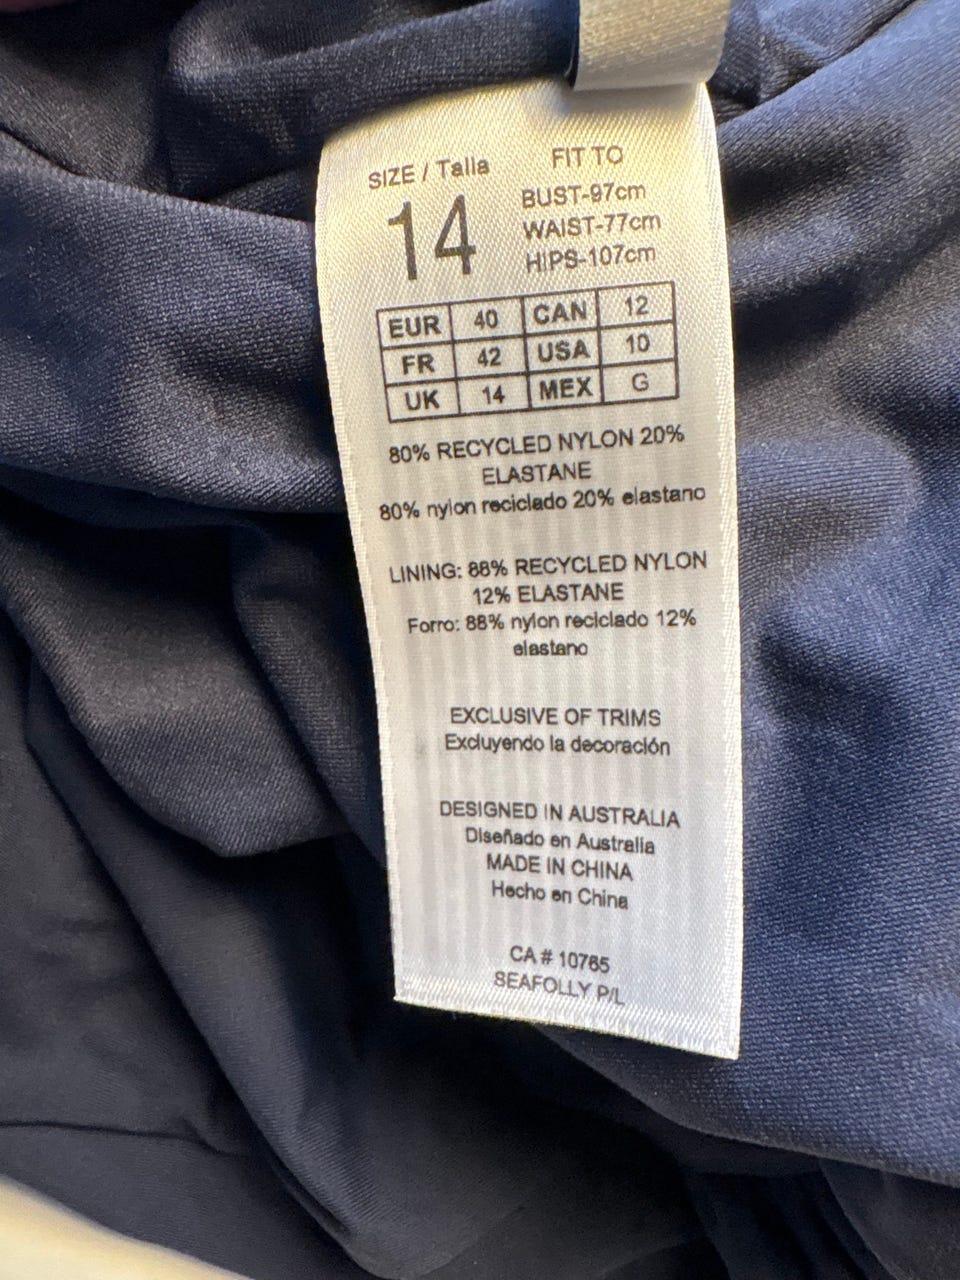 SIZE / Talla
14
FIT TO
BUST-97cm
WAIST-77cm
HIPS-107cm
EUR 40 CAN 12
FR 42 USA 10
UK 14 MEX G
80% RECYCLED NYLON 20%
ELASTANE
80% nylon reciclado 20% elastano
LINING: 88% RECYCLED NYLON
12% ELASTANE
Forro: 88% nylon reciclado 12%
elastano
EXCLUSIVE OF TRIMS
Excluyendo la decoración
DESIGNED IN AUSTRALIA
Diseñado en Australia
MADE IN CHINA
Hecho en China
CA # 10765
SEAFOLLY P/L